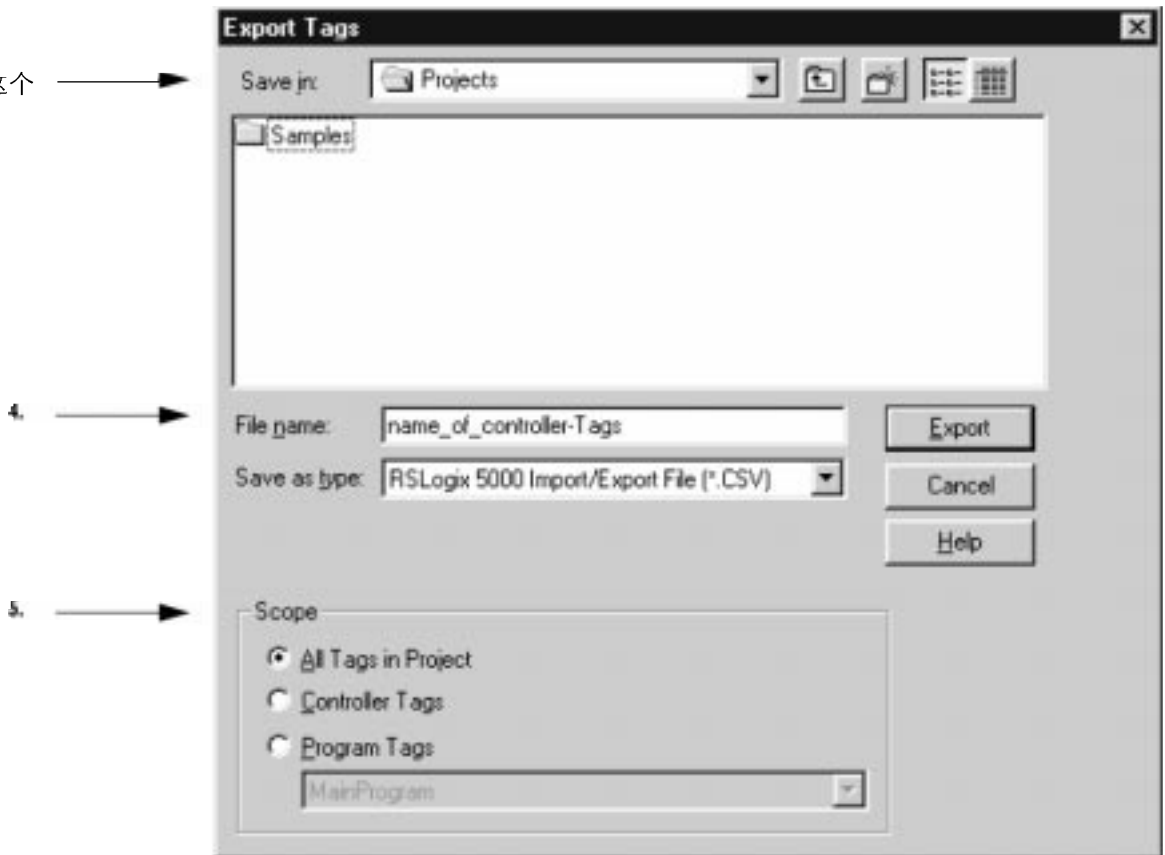 Export Tags
这个
Save in: Projects
Samples
4.
File name: name_of_controller-Tags Export
Save as type: RSLogix 5000 Import/Export File (*.CSV) Cancel
Help
5.
Scope
All Tags in Project
Controller Tags
Program Tags
MainProgram